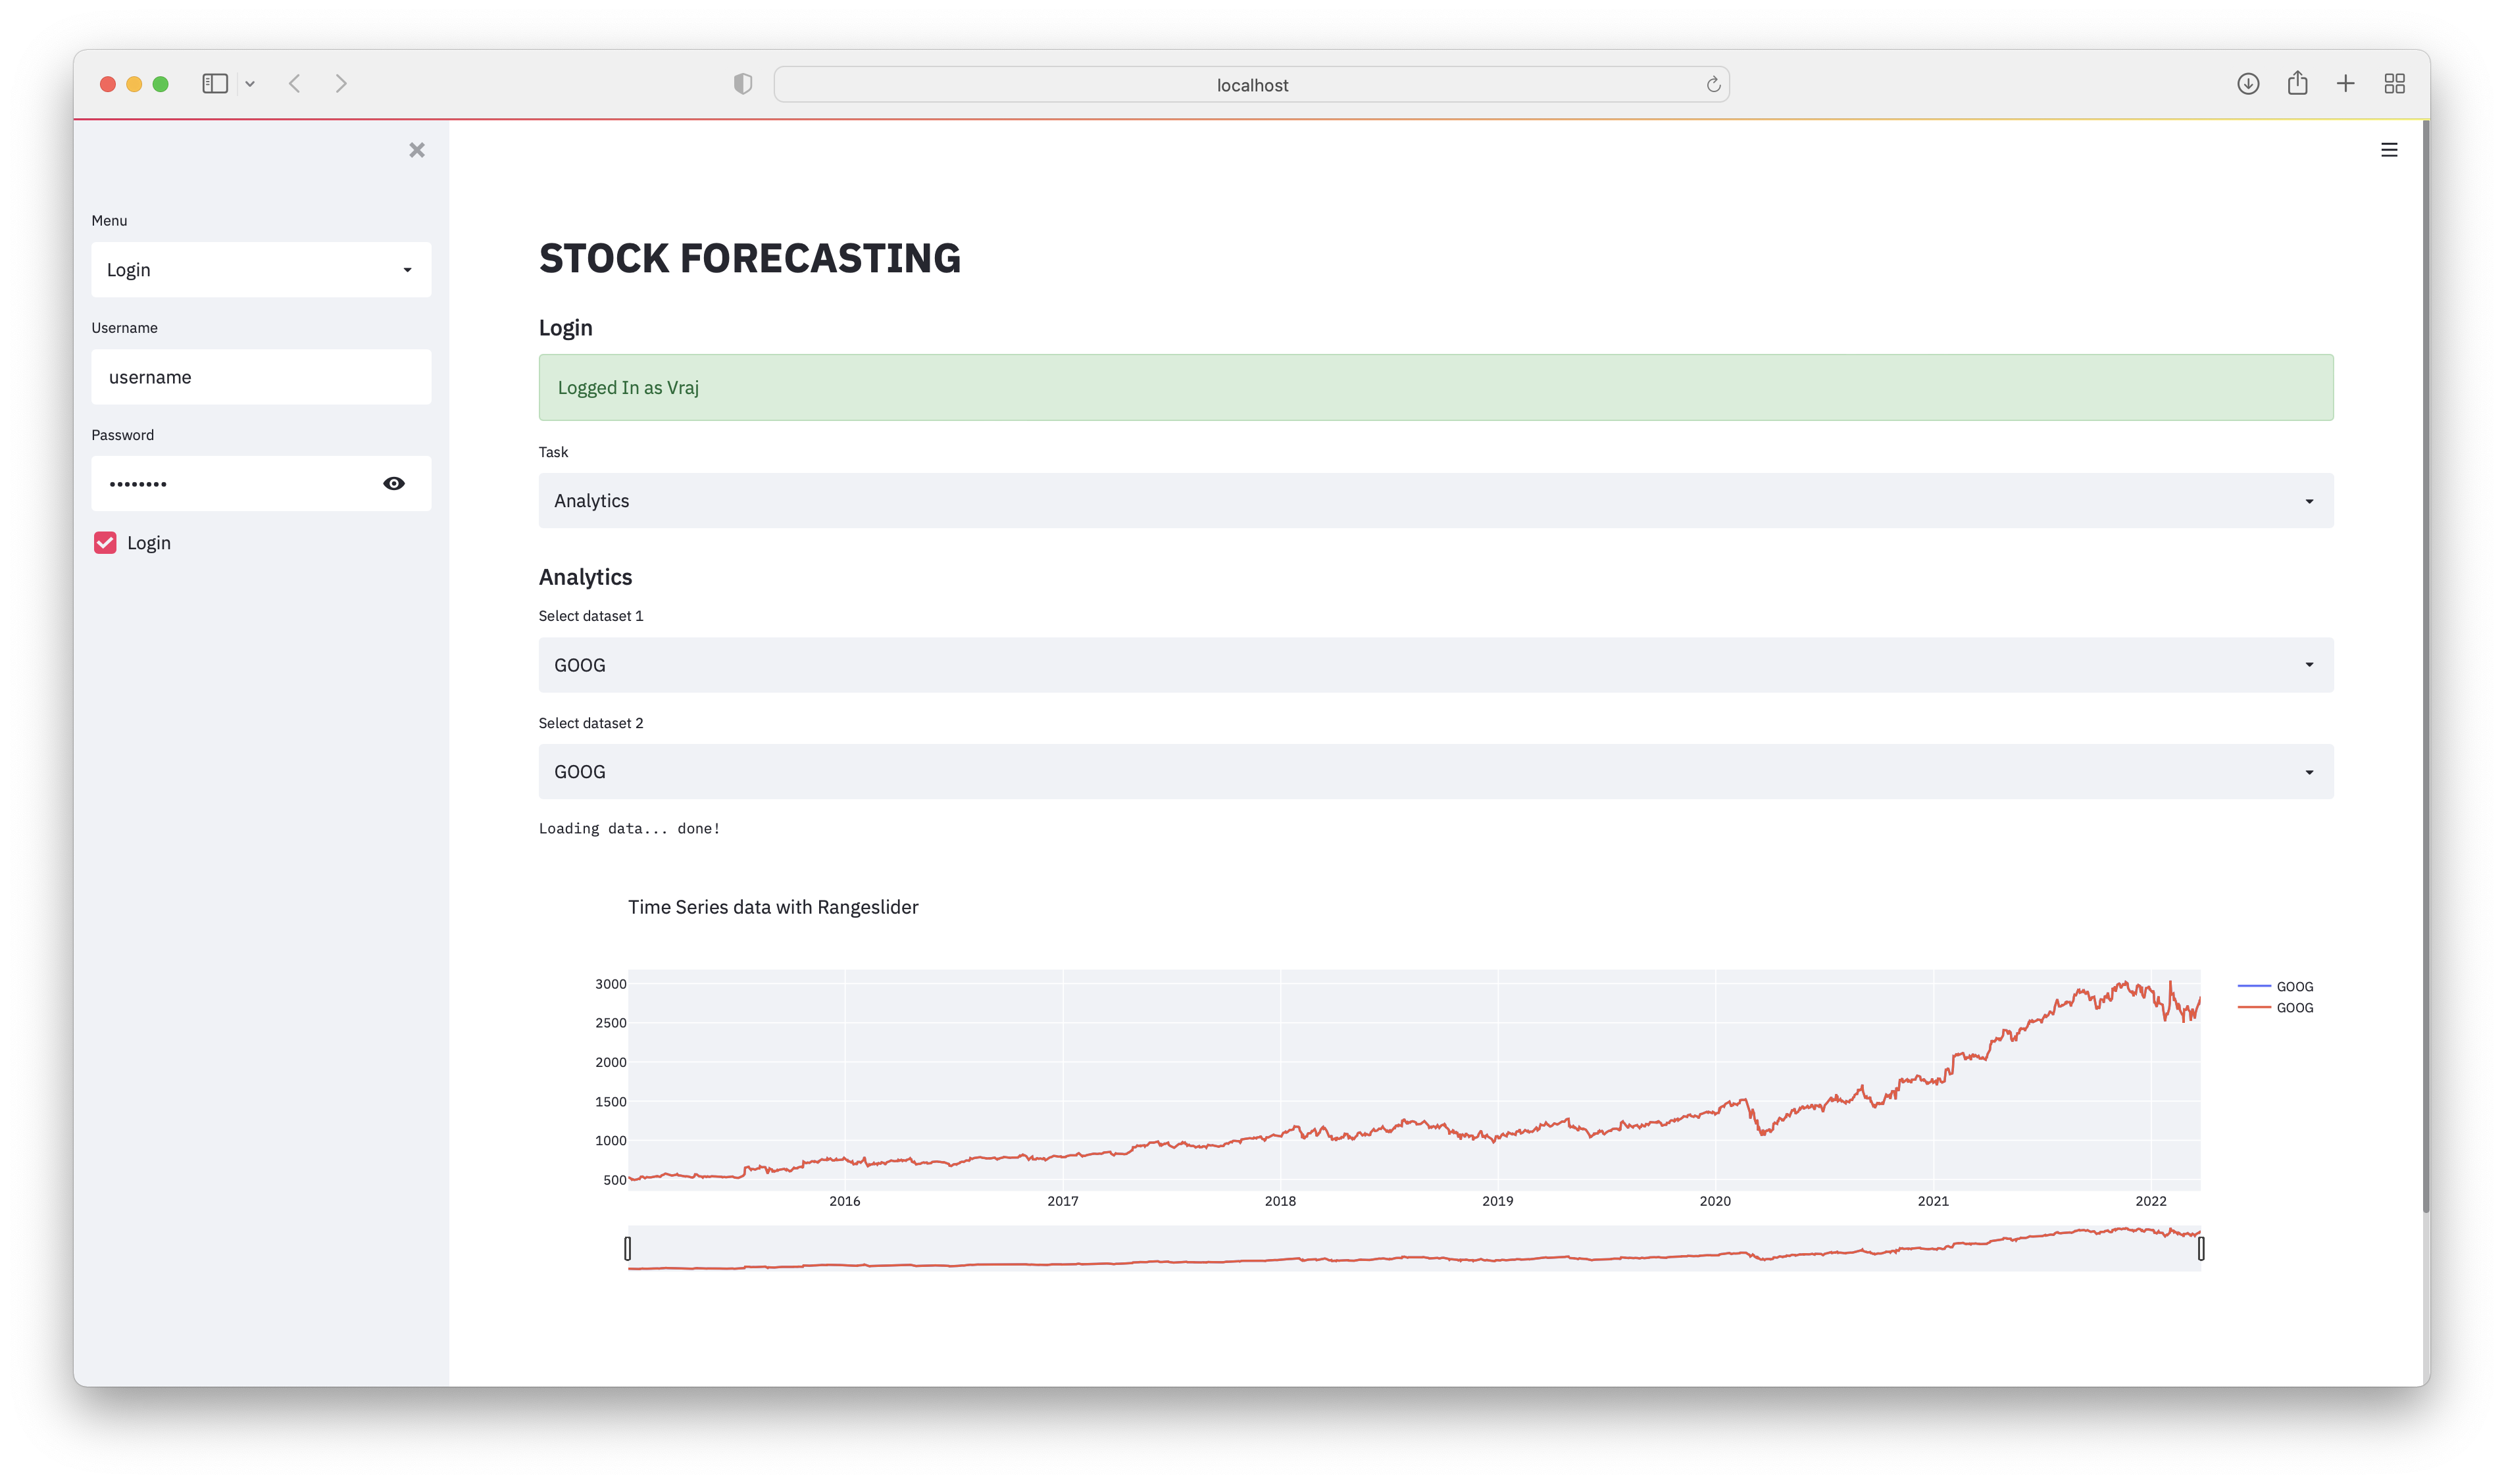 localhost
Menu
Login
Username
username
Password
••••••••
Login
STOCK FORECASTING
Login
Logged In as Vraj
Task
Analytics
Analytics
Select dataset 1
GOOG
Select dataset 2
GOOG
Loading data... done!
Time Series data with Rangeslider
3000
2500
2000
1500
1000
500
2016 2017 2018 2019 2020 2021 2022
GOOG
GOOG